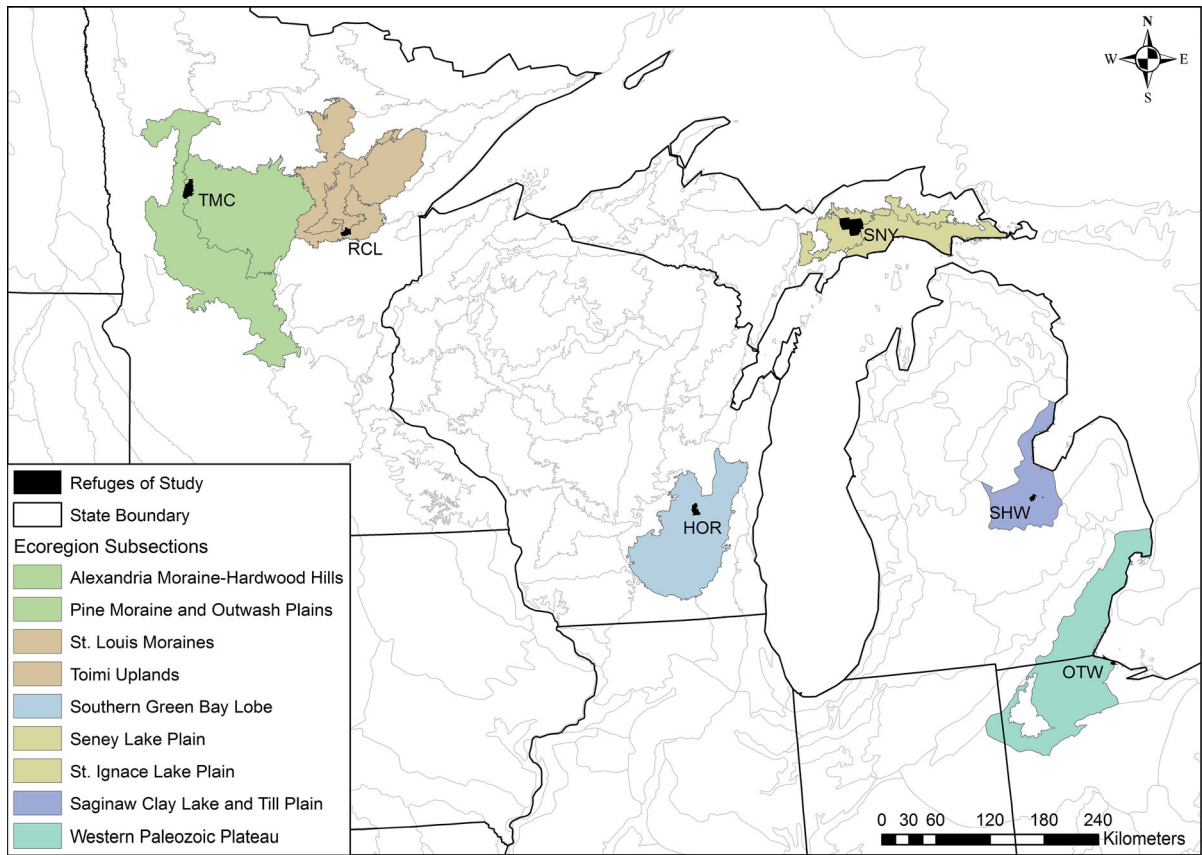 N
W E
S
TMC
RCL
SNY
HOR
SHW
OTW
Refuges of Study
State Boundary
Ecoregion Subsections
Alexandria Moraine-Hardwood Hills
Pine Moraine and Outwash Plains
St. Louis Moraines
Toimi Uplands
Southern Green Bay Lobe
Seney Lake Plain
St. Ignace Lake Plain
Saginaw Clay Lake and Till Plain
Western Paleozoic Plateau
0 30 60 120 180 240
Kilometers